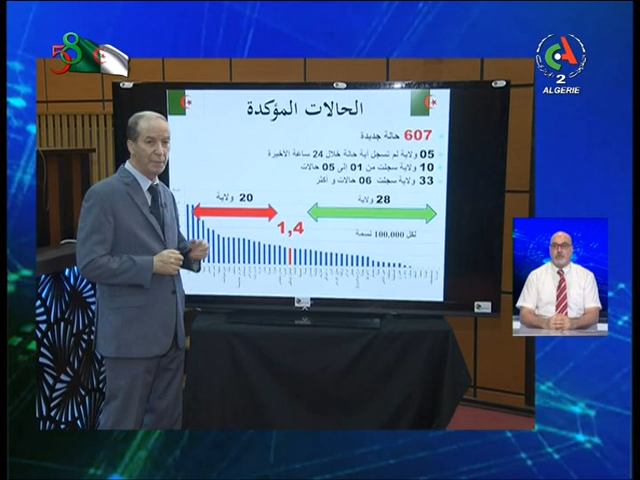 58
2
ALGERIE
الحالات المؤكدة
607 حالة جديدة
05 ولاية لم تسجل أية حالة خلال 24 ساعة الأخيرة
10 ولاية سجلت من 01 إلى 05 حالات
33 ولاية سجلت 06 حالات و أكثر
20 ولاية
28 ولاية
1,4
لكل 100.000 نسمة